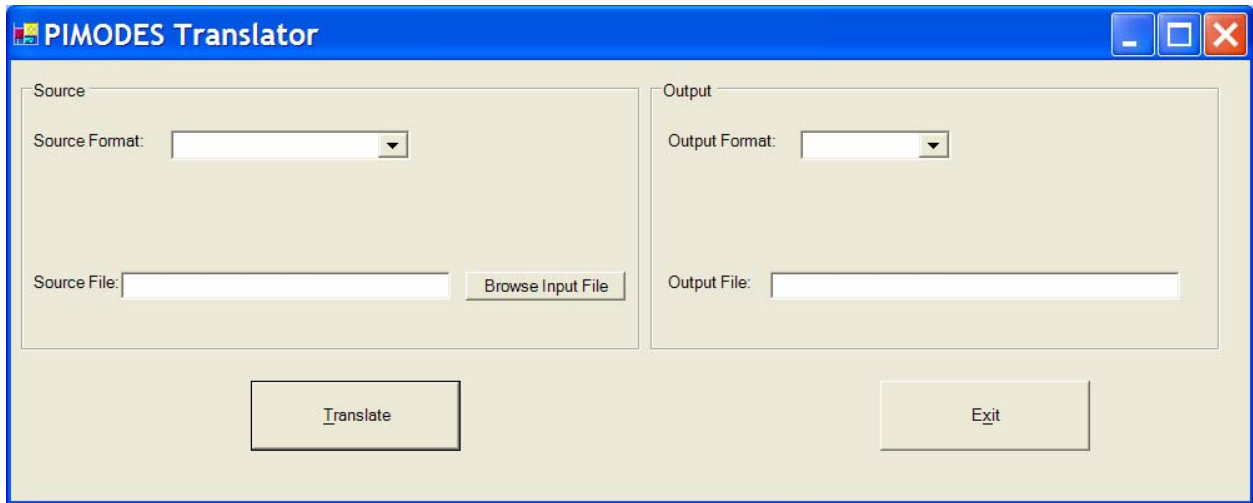 PIMODES Translator
Source
Source Format:
Source File:
Browse Input File
Output
Output Format:
Output File:
Translate
Exit